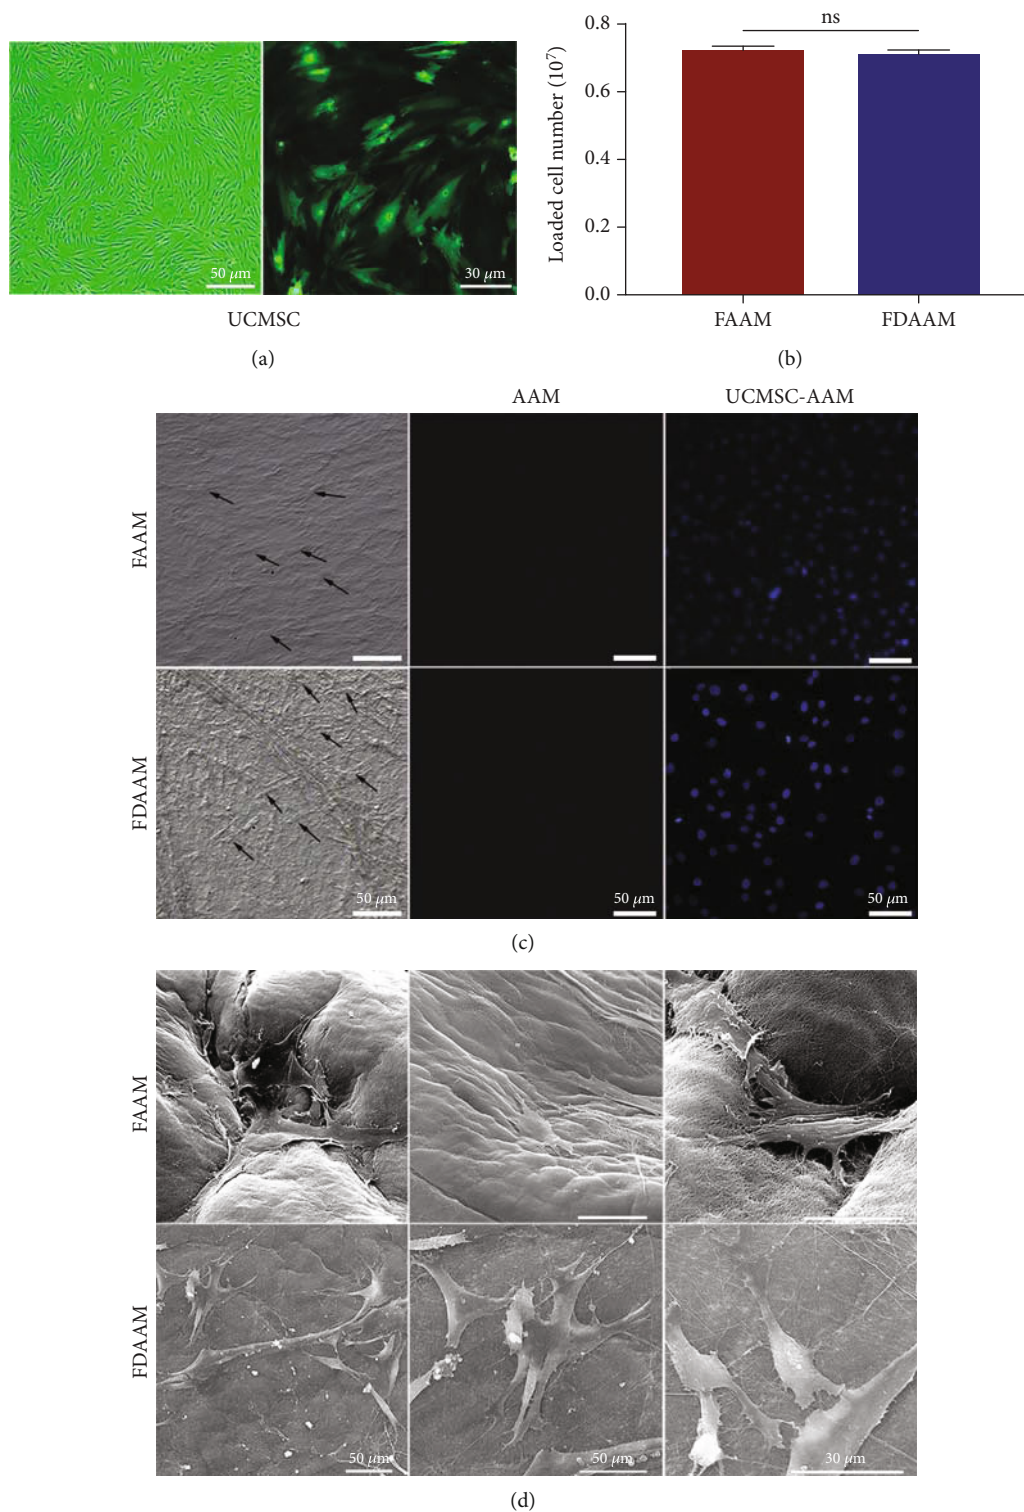 50 μm
30 μm
UCMSC
(a)
ns
0.8
0.6
0.4
0.2
0.0
Loaded cell number (10⁷)
FAAM
FDAAM
(b)
AAM
UCMSC-AAM
FAAM
FDAAM
50 μm
50 μm
50 μm
(c)
FAAM
FDAAM
50 μm
50 μm
30 μm
(d)